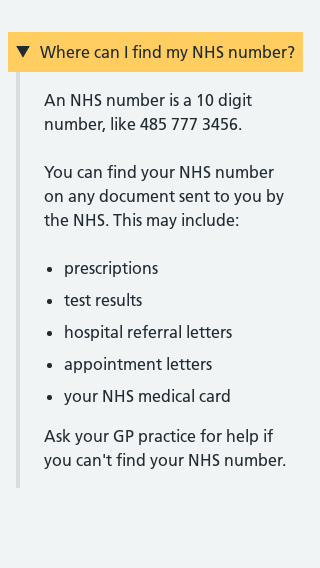 Where can I find my NHS number?
An NHS number is a 10 digit
number, like 485 777 3456.
You can find your NHS number
on any document sent to you by
the NHS. This may include:
prescriptions
test results
hospital referral letters
appointment letters
your NHS medical card
Ask your GP practice for help if
you can't find your NHS number.